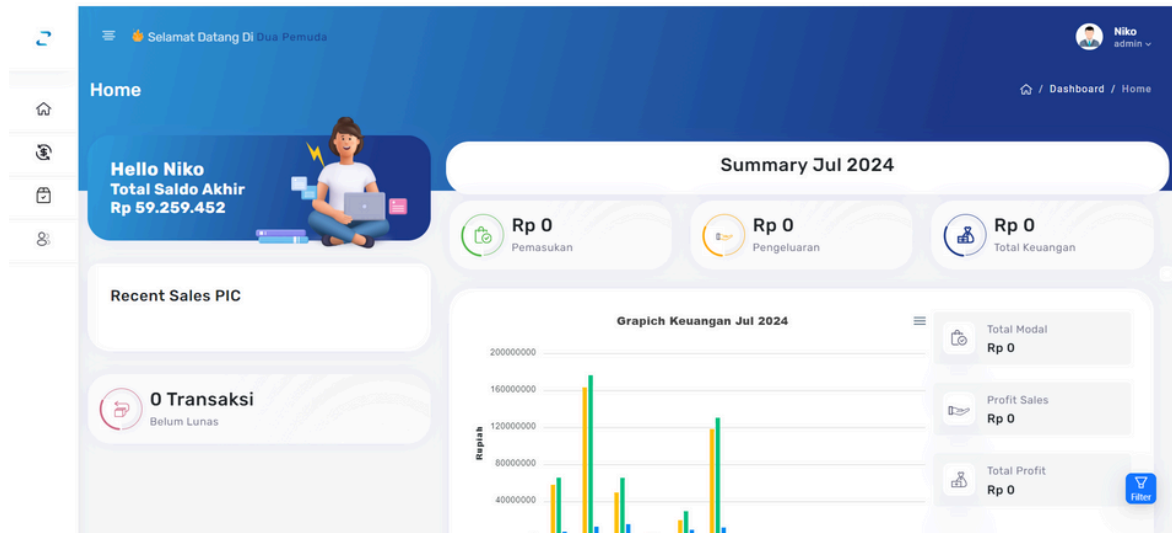 Selamat Datang Di Dua Pemuda
Niko
admin
Home
/ Dashboard / Home
Hello Niko
Total Saldo Akhir
Rp 59.259.452
Summary Jul 2024
Rp 0
Pemasukan
Rp 0
Pengeluaran
Rp 0
Total Keuangan
Recent Sales PIC
0 Transaksi
Belum Lunas
Grapich Keuangan Jul 2024
200000000
160000000
120000000
80000000
40000000
Rupiah
Total Modal
Rp 0
Profit Sales
Rp 0
Total Profit
Rp 0
Filter